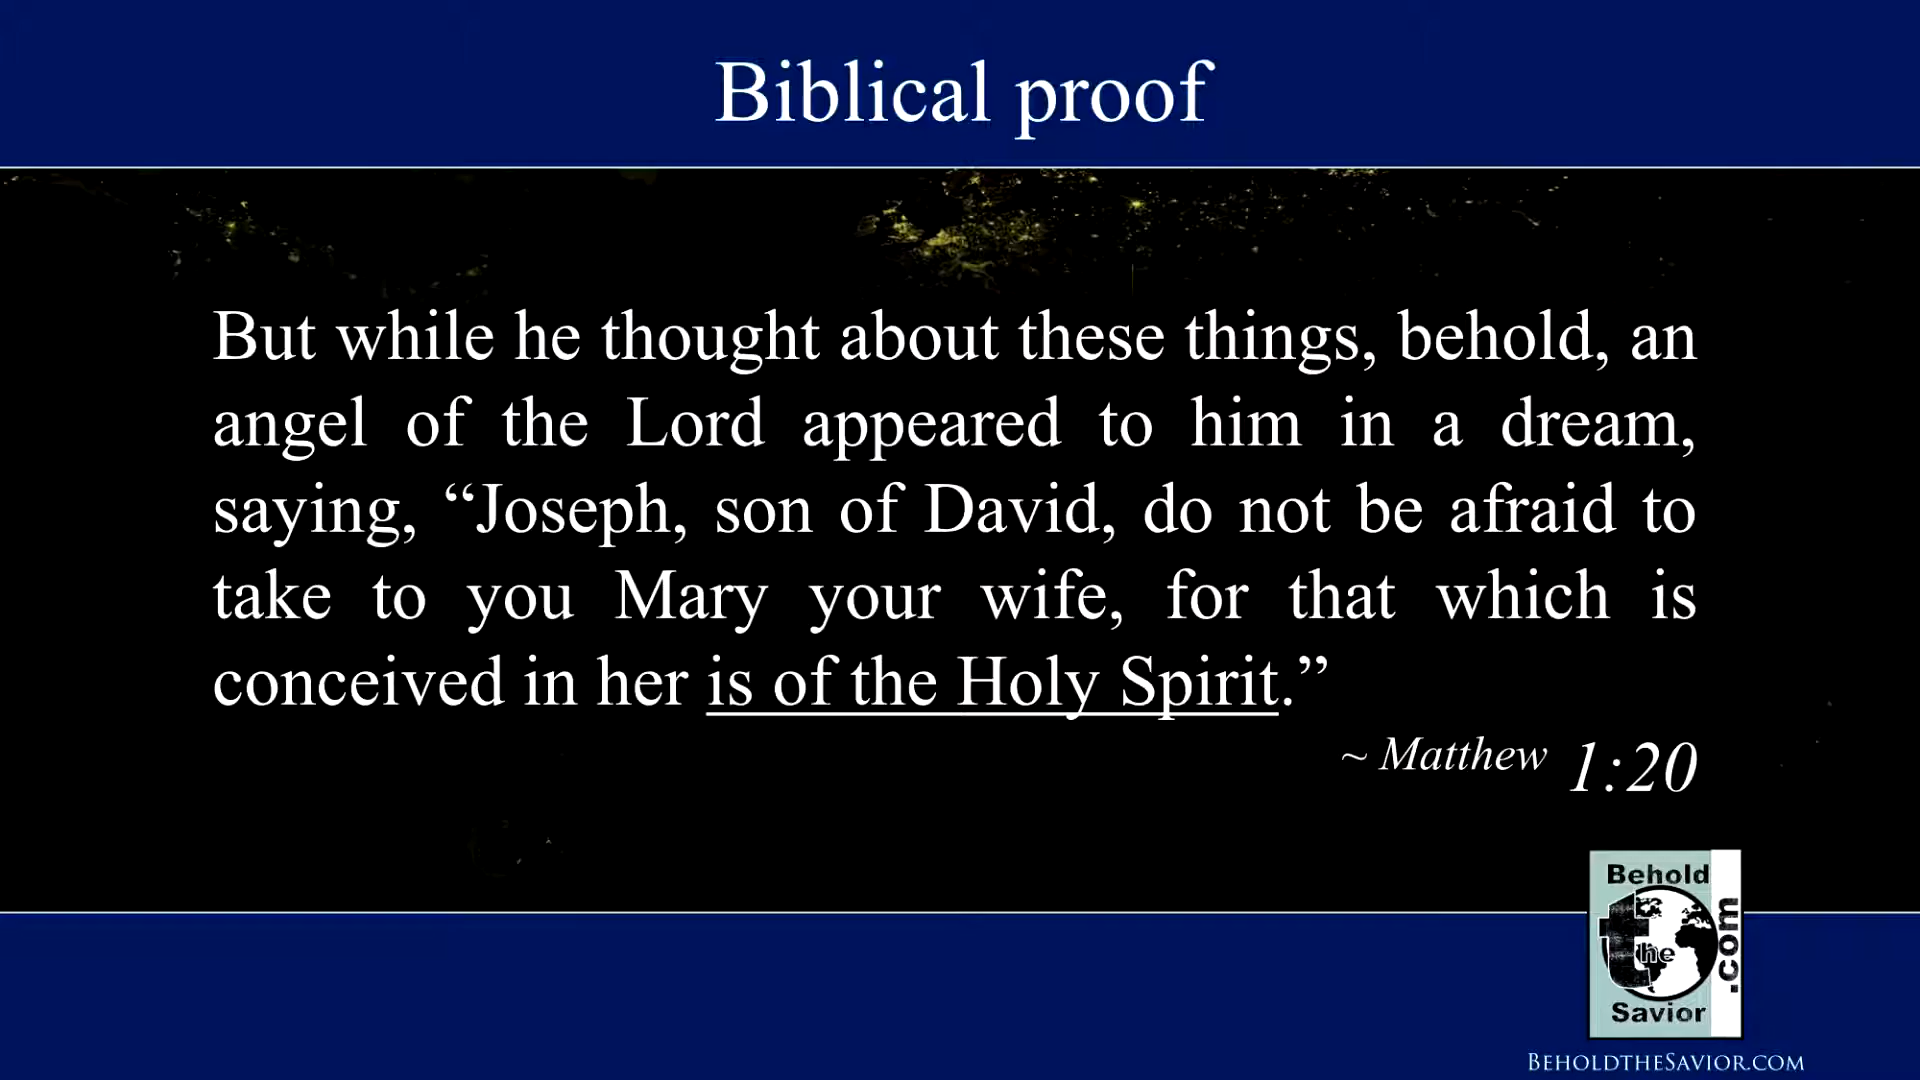 Biblical proof
But while he thought about these things, behold, an
angel of the Lord appeared to him in a dream,
saying, “Joseph, son of David, do not be afraid to
take to you Mary your wife, for that which is
conceived in her is of the Holy Spirit.”
~ Matthew 1:20
Behold
the
.com
Savior
BEHOLDTHESAVIOR.COM